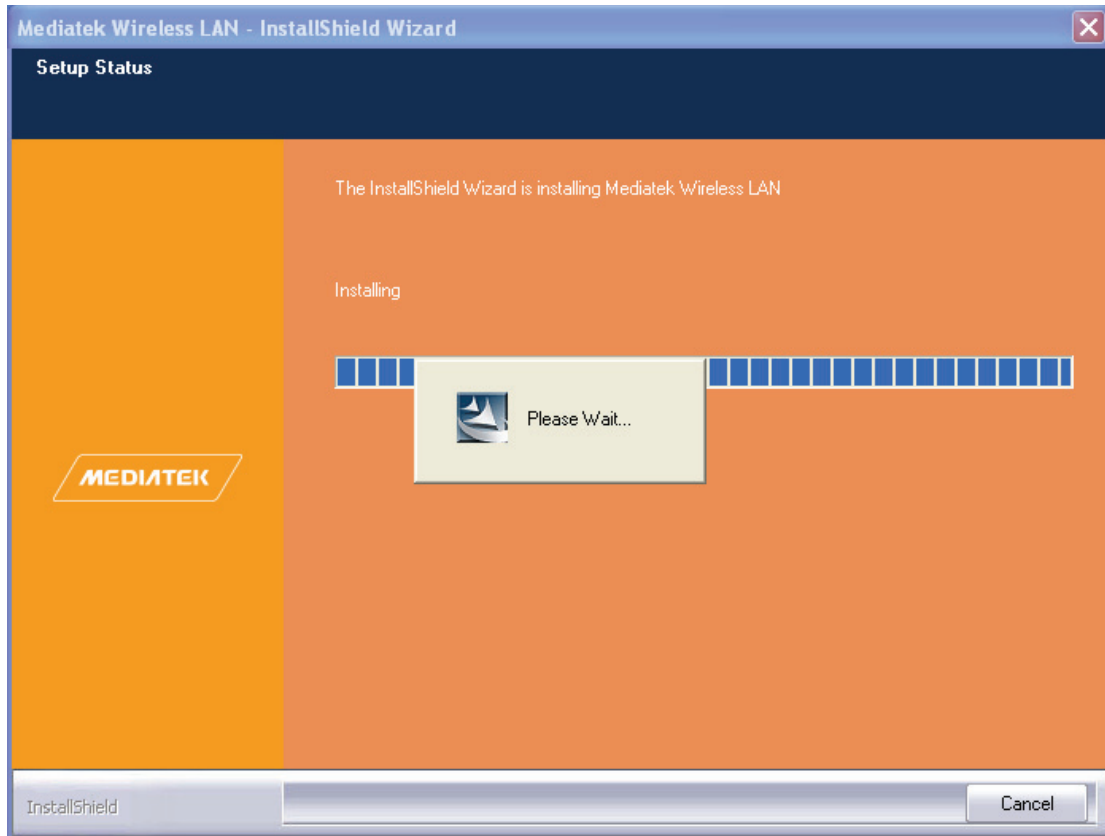 Mediatek Wireless LAN - InstallShield Wizard
Setup Status
The InstallShield Wizard is installing Mediatek Wireless LAN
Installing
Please Wait...
MEDIATEK
InstallShield
Cancel